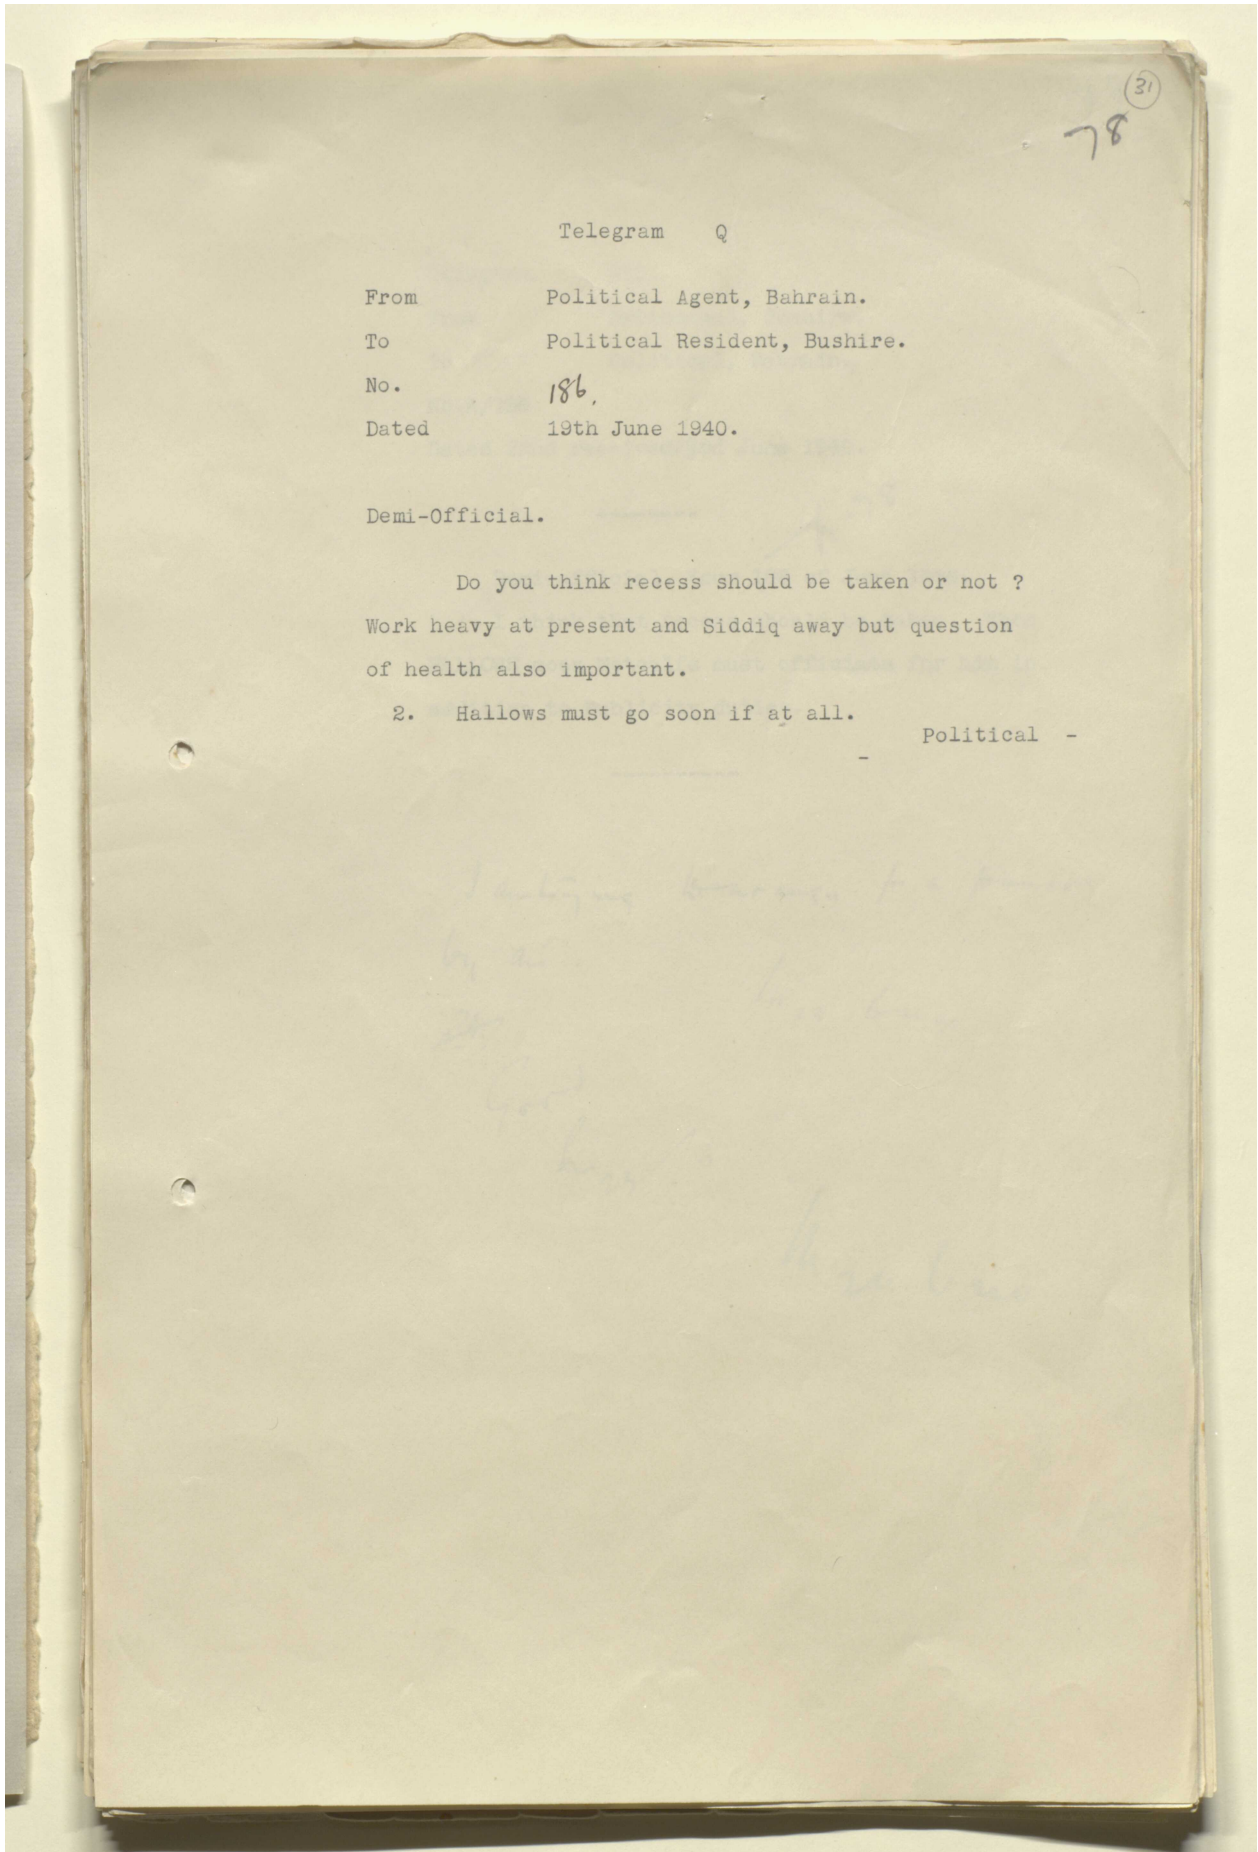 31
78
Telegram Q
From Political Agent, Bahrain.
To Political Resident, Bushire.
No. 186.
Dated 19th June 1940.
Demi-Official.
Do you think recess should be taken or not ?
Work heavy at present and Siddiq away but question
of health also important.
2. Hallows must go soon if at all.
Political -
-